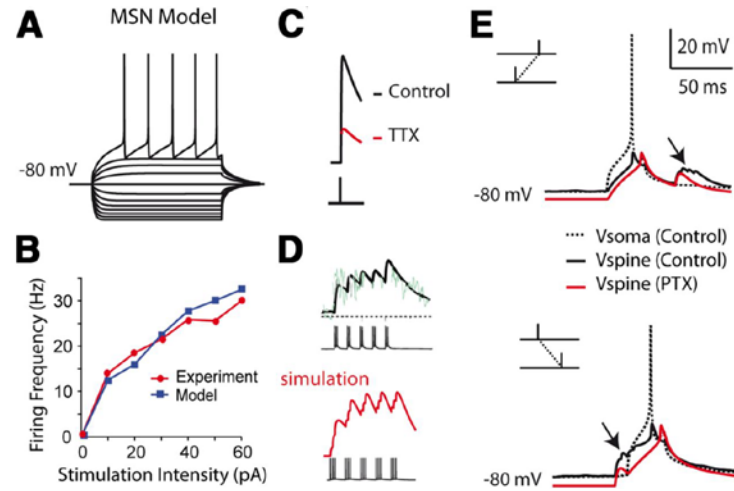 A
MSN Model
-80 mV
B
Firing Frequency (Hz)
30
20
10
0
0
20
40
60
Experiment
Model
Stimulation Intensity (pA)
C
Control
TTX
D
simulation
E
20 mV
50 ms
-80 mV
Vsoma (Control)
Vspine (Control)
Vspine (PTX)
-80 mV